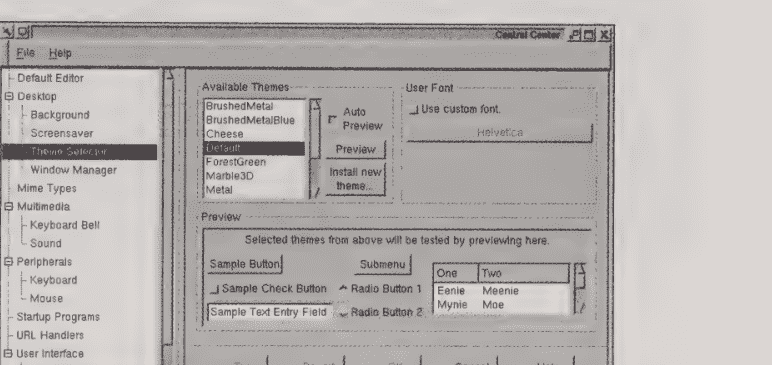 Control Center
File Help
Default Editor
Desktop
Background
Screensaver
Theme Selector
Window Manager
Mime Types
Multimedia
Keyboard Bell
Sound
Peripherals
Keyboard
Mouse
Startup Programs
URL Handlers
User Interface
Available Themes
BrushedMetal
BrushedMetalBlue
Cheese
Default
ForestGreen
Marble3D
Metal
Auto
Preview
Preview
Install new
theme...
User Font
Use custom font.
Helvetica
Preview
Selected themes from above will be tested by previewing here.
Sample Button
Submenu
One Two
Sample Check Button
Radio Button 1
Eenie Meenie
Mynie Moe
Sample Text Entry Field
Radio Button 2